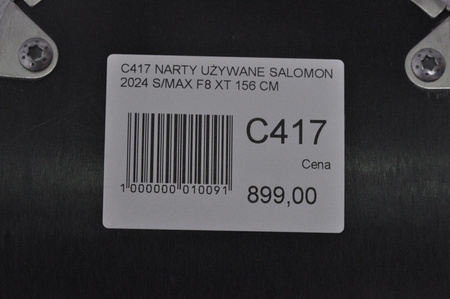 C417 NARTY UŻYWANE SALOMON
2024 S/MAX F8 XT 156 CM
C417
Cena
899,00
1 000000 010091